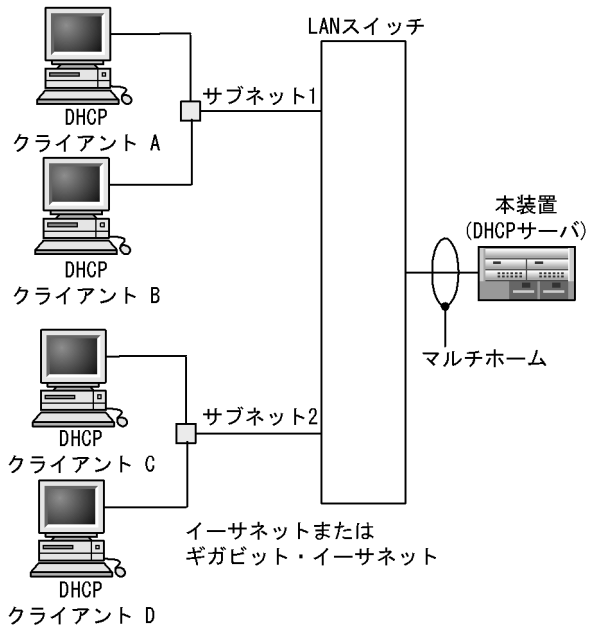 LANスイッチ
サブネット1
DHCP
クライアント A
DHCP
クライアント B
本装置
(DHCPサーバ)
マルチホーム
サブネット2
DHCP
クライアント C
イーサネットまたは
ギガビット・イーサネット
DHCP
クライアント D